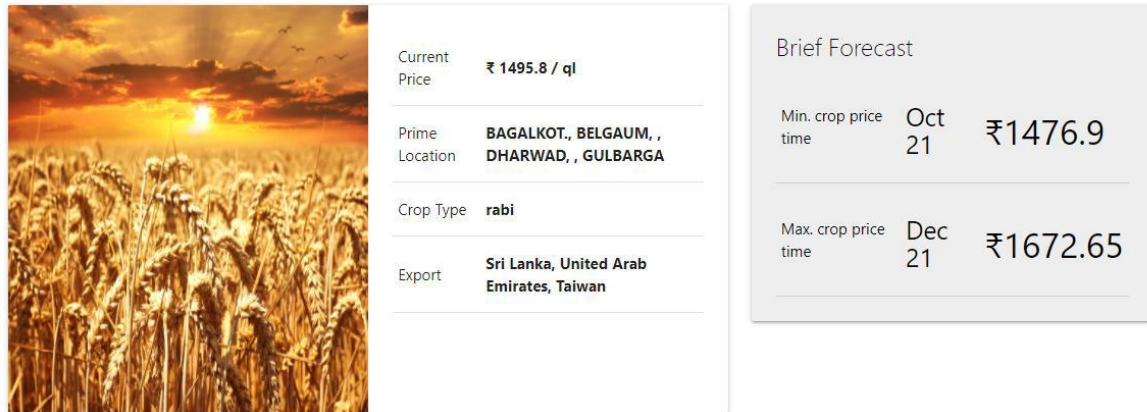 Current
Price
₹ 1495.8 / ql
Prime
Location
BAGALKOT., BELGAUM, ,
DHARWAD, , GULBARGA
Crop Type
rabi
Export
Sri Lanka, United Arab
Emirates, Taiwan
Brief Forecast
Min. crop price
time
Oct
21
₹1476.9
Max. crop price
time
Dec
21
₹1672.65